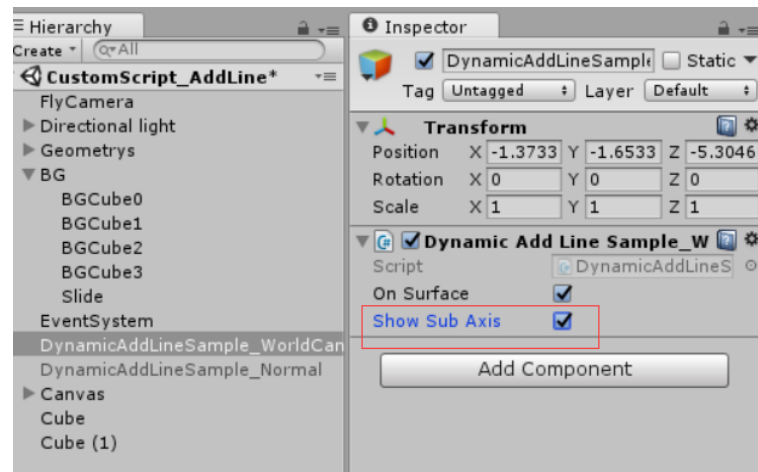 Hierarchy
Create
All
CustomScript_AddLine*
FlyCamera
Directional light
Geometrys
BG
BGCube0
BGCube1
BGCube2
BGCube3
Slide
EventSystem
DynamicAddLineSample_WorldCan
DynamicAddLineSample_Normal
Canvas
Cube
Cube (1)
Inspector
DynamicAddLineSample Static
Tag Untagged Layer Default
Transform
Position X -1.3733 Y -1.6533 Z -5.3046
Rotation X 0 Y 0 Z 0
Scale X 1 Y 1 Z 1
Dynamic Add Line Sample_W
Script DynamicAddLineS
On Surface
Show Sub Axis
Add Component